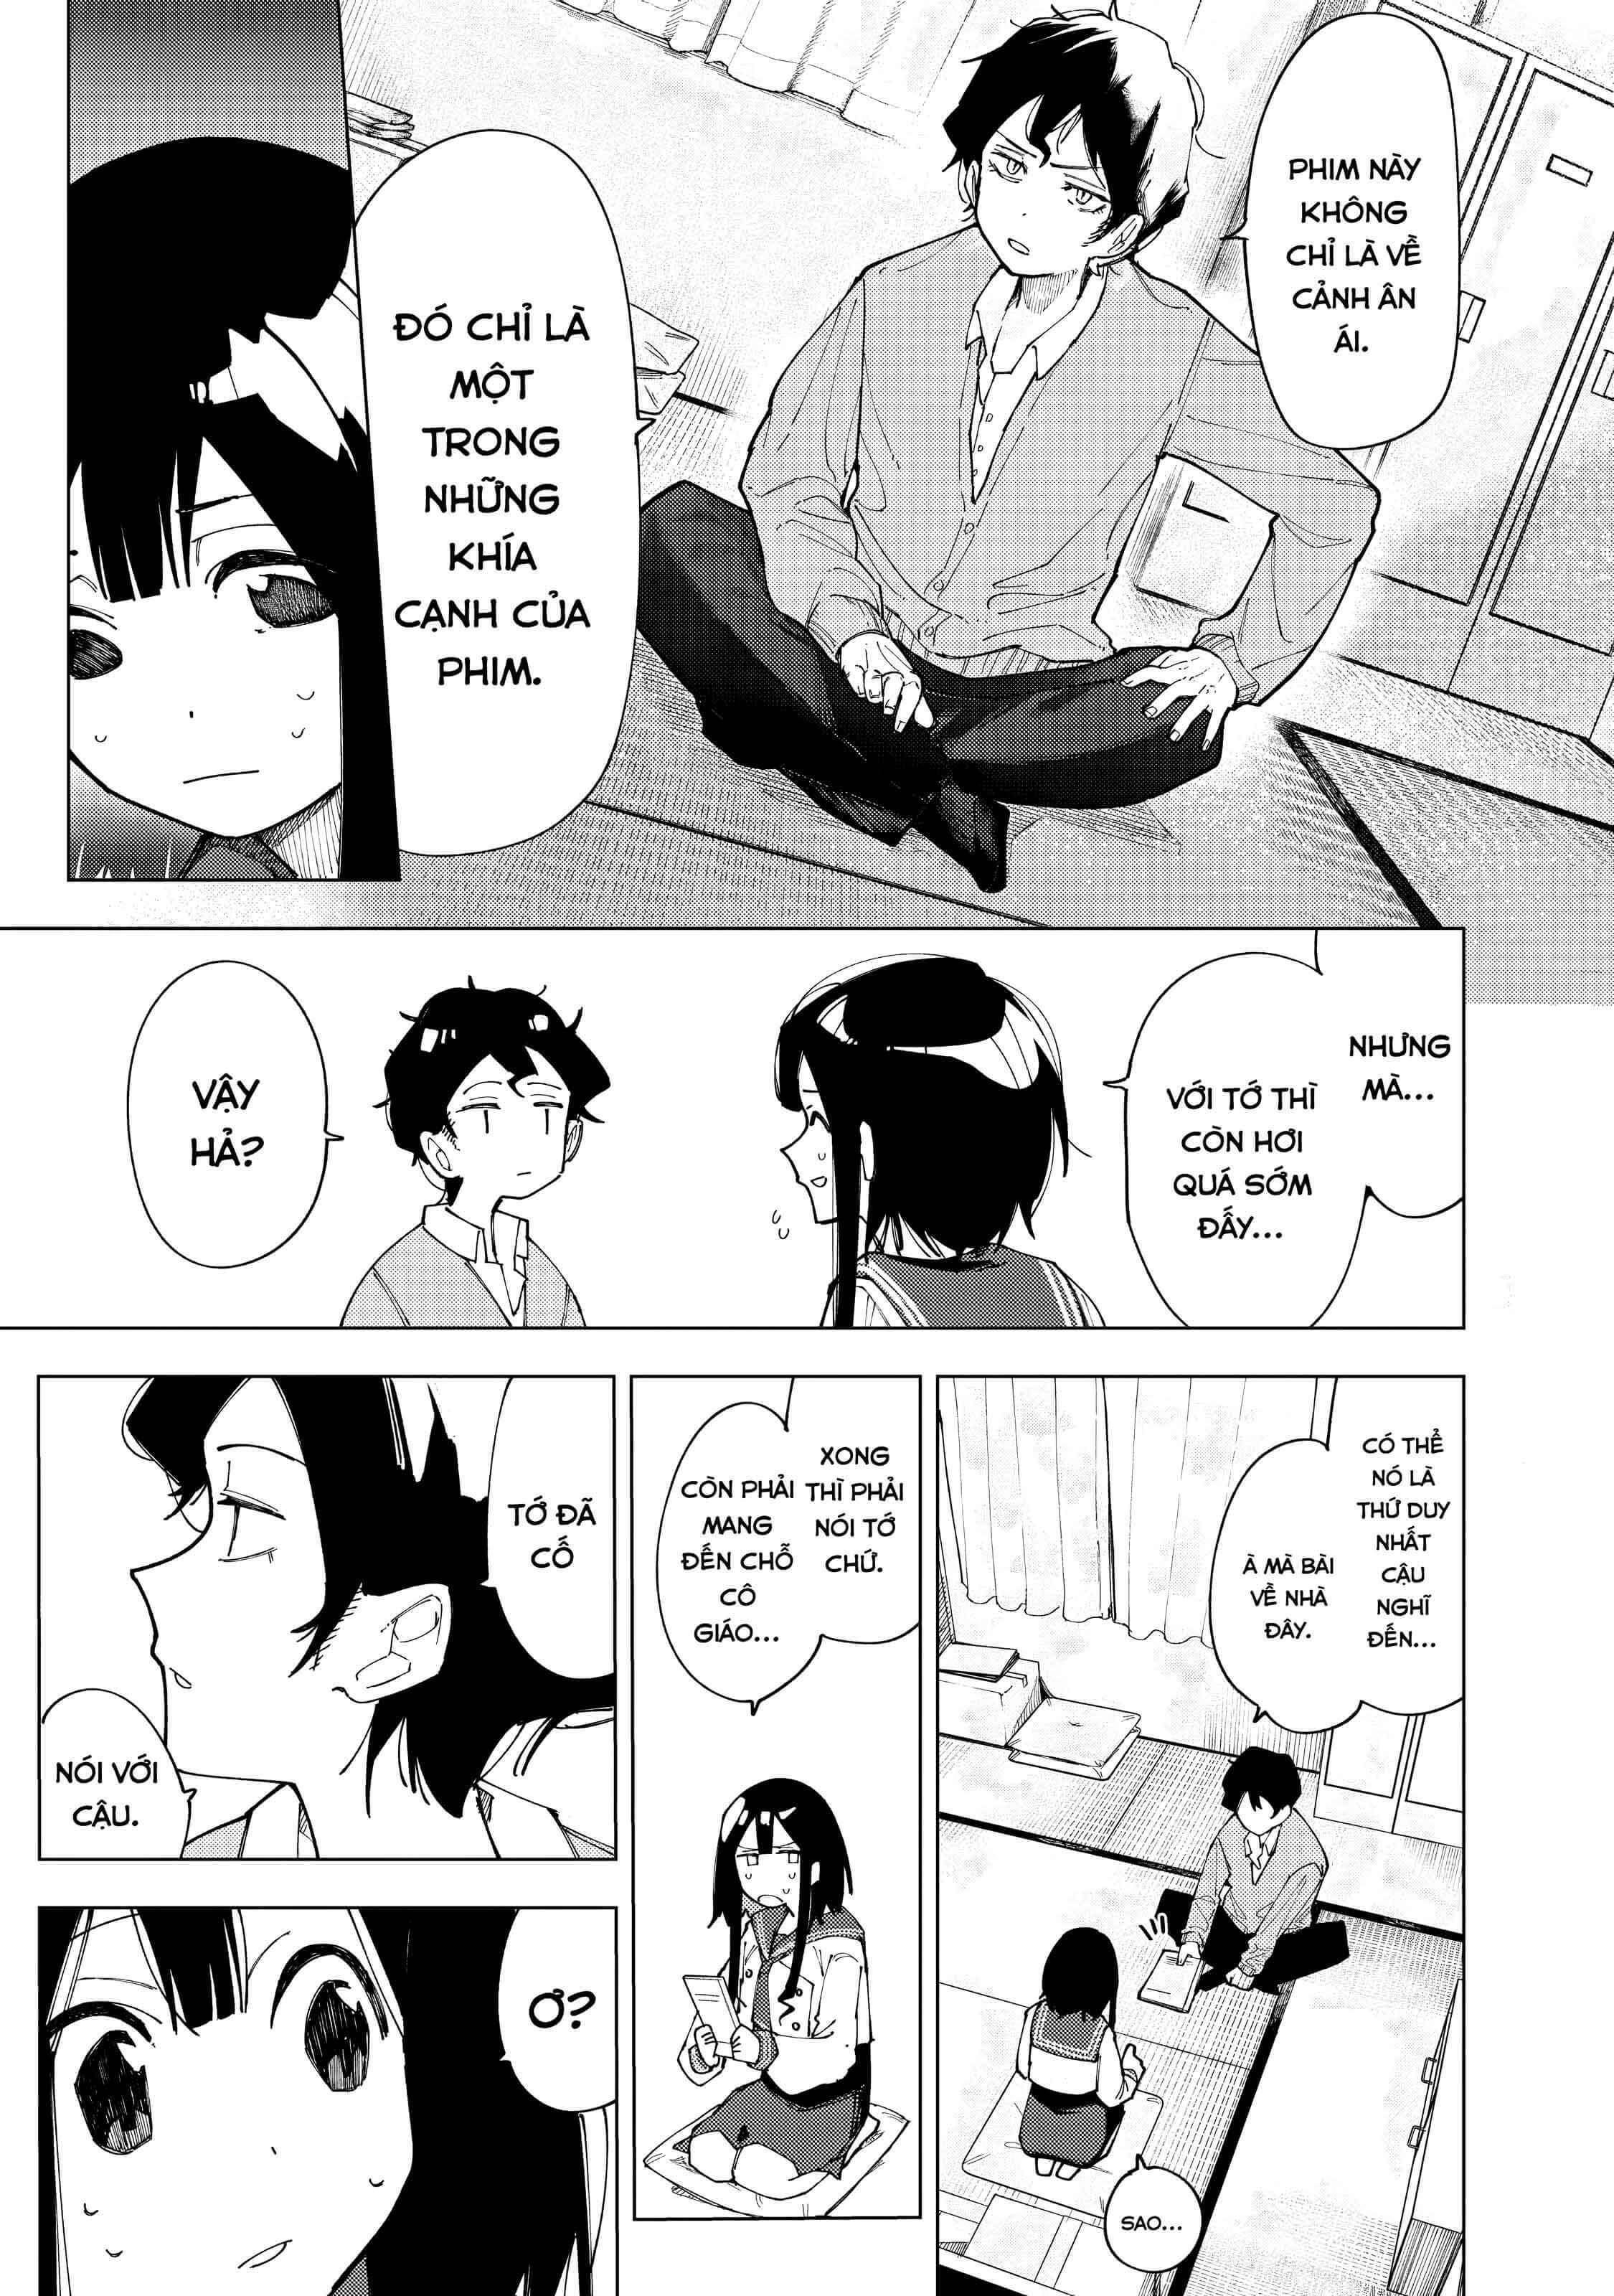 PHIM NÀY
KHÔNG
CHỈ LÀ VỀ
CẢNH ÂN
ÁI.
ĐÓ CHỈ LÀ
MỘT
TRONG
NHỮNG
KHÍA
CẠNH CỦA
PHIM.
NHƯNG
MÀ...
VỚI TỚ THÌ
CÒN HƠI
QUÁ SỚM
ĐẤY...
VẬY
HẢ?
CÓ THỂ
NÓ LÀ
THỨ DUY
NHẤT
CẬU
NGHĨ
ĐẾN...
À MÀ BÀI
VỀ NHÀ
ĐÂY.
SAO...
XONG
THÌ PHẢI
NÓI TỚ
CHỨ.
CÒN PHẢI
MANG
ĐẾN CHỖ
CÔ
GIÁO...
TỚ ĐÃ
CỐ
NÓI VỚI
CẬU.
Ơ?